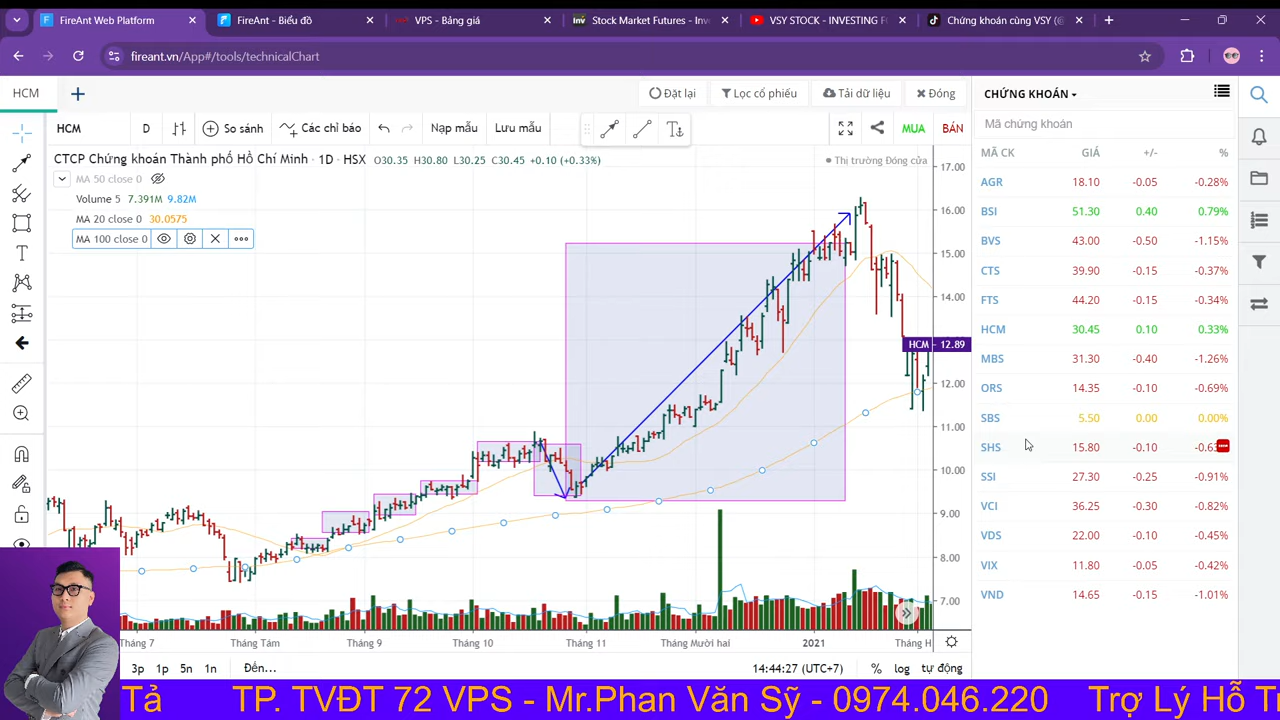 FireAnt Web Platform
FireAnt - Biểu đồ
VPS - Bảng giá
Stock Market Futures - Inv
VSY STOCK - INVESTING F
Chứng khoán cùng VSY (@
fireant.vn/App#/tools/technicalChart
HCM
Đặt lại
Lọc cổ phiếu
Tải dữ liệu
Đóng
CHỨNG KHOÁN
HCM D So sánh Các chỉ báo Nạp mẫu Lưu mẫu MUA BÁN
Mã chứng khoán
CTCP Chứng khoán Thành phố Hồ Chí Minh · 1D · HSX O30.35 H30.80 L30.25 C30.45 +0.10 (+0.33%)
Thị trường Đóng cửa
MA 50 close 0
Volume 5 7.391M 9.82M
MA 20 close 0 30.0575
MA 100 close 0
17.00
16.00
15.00
14.00
HCM 12.89
12.00
11.00
10.00
9.00
8.00
7.00
Tháng 7 Tháng Tám Tháng 9 Tháng 10 Tháng 11 Tháng Mười hai 2021 Tháng H
3p 1p 5n 1n Đến... 14:44:27 (UTC+7) % log tự động
MÃ CK GIÁ +/- %
AGR 18.10 -0.05 -0.28%
BSI 51.30 0.40 0.79%
BVS 43.00 -0.50 -1.15%
CTS 39.90 -0.15 -0.37%
FTS 44.20 -0.15 -0.34%
HCM 30.45 0.10 0.33%
MBS 31.30 -0.40 -1.26%
ORS 14.35 -0.10 -0.69%
SBS 5.50 0.00 0.00%
SHS 15.80 -0.10 -0.63
SSI 27.30 -0.25 -0.91%
VCI 36.25 -0.30 -0.82%
VDS 22.00 -0.10 -0.45%
VIX 11.80 -0.05 -0.42%
VND 14.65 -0.15 -1.01%
Tả TP. TVĐT 72 VPS - Mr.Phan Văn Sỹ - 0974.046.220 Trợ Lý Hỗ T